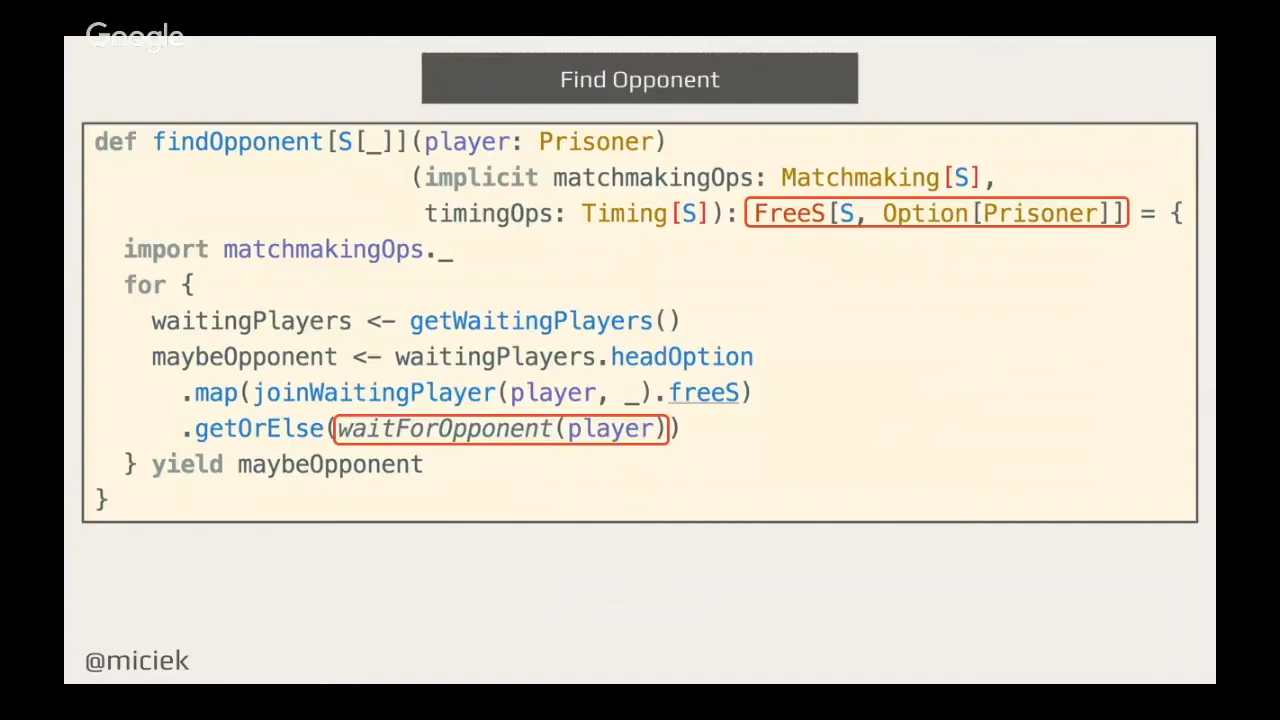 Google
Find Opponent
def findOpponent[S[_]](player: Prisoner)
(implicit matchmakingOps: Matchmaking[S],
timingOps: Timing[S]): FreeS[S, Option[Prisoner]] = {
import matchmakingOps._
for {
waitingPlayers <- getWaitingPlayers()
maybeOpponent <- waitingPlayers.headOption
.map(joinWaitingPlayer(player, _).freeS)
.getOrElse(waitForOpponent(player))
} yield maybeOpponent
}
@miciek